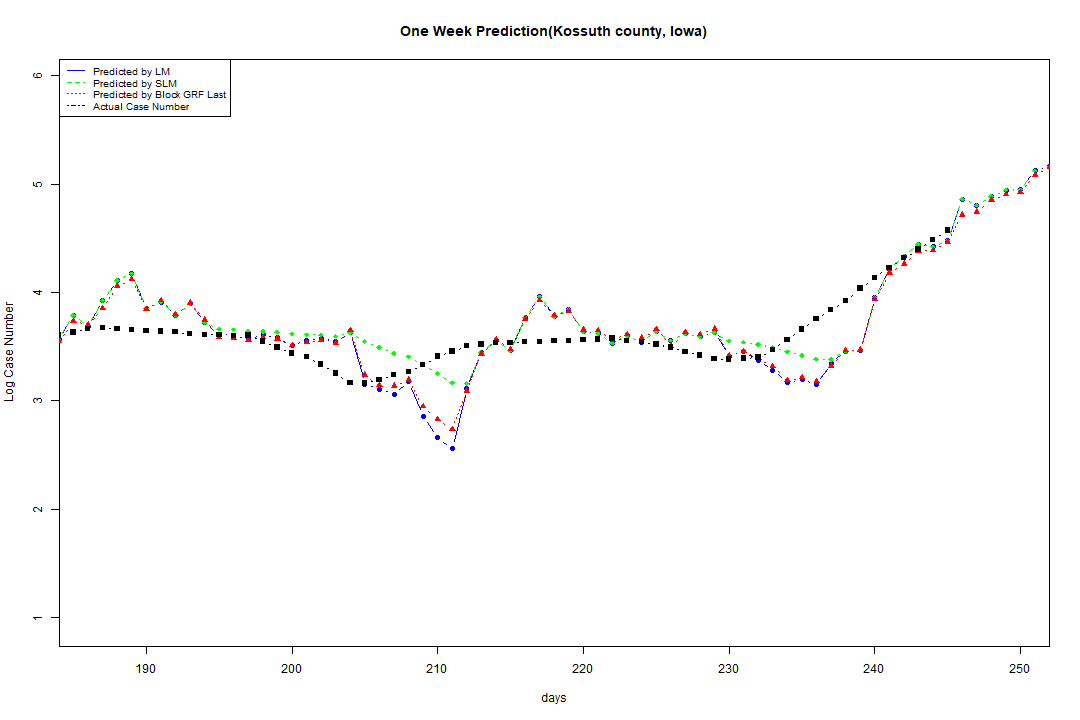 One Week Prediction(Kossuth county, Iowa)
Predicted by LM
Predicted by SLM
Predicted by Block GRF Last
Actual Case Number
6
5
4
3
2
1
Log Case Number
190 200 210 220 230 240 250
days